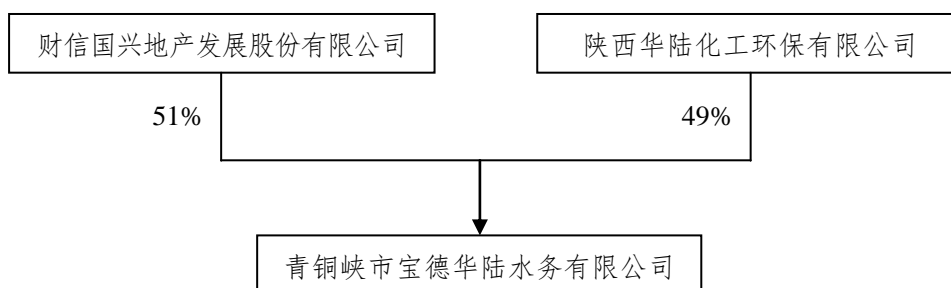 财信国兴地产发展股份有限公司
陕西华陆化工环保有限公司
51%
49%
青铜峡市宝德华陆水务有限公司